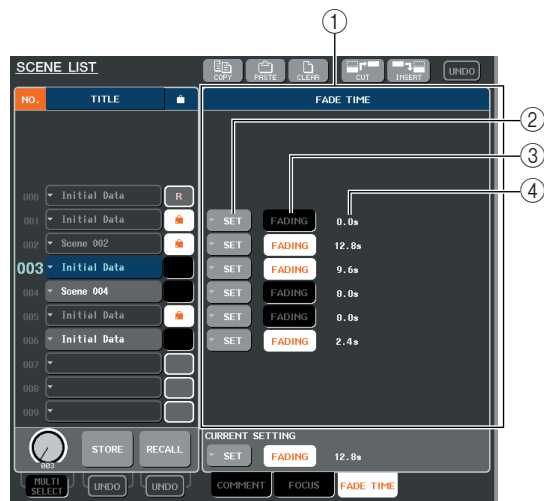 ①
SCENE LIST COPY PASTE CLEAR CUT INSERT UNDO
NO. TITLE FADE TIME
②
③
④
000 Initial Data R
001 Initial Data SET FADING 0.0s
002 Scene 002 SET FADING 12.8s
003 Initial Data SET FADING 9.6s
004 Scene 004 SET FADING 0.0s
005 Initial Data SET FADING 0.0s
006 Initial Data SET FADING 2.4s
007
008
009
CURRENT SETTING
003 STORE RECALL SET FADING 12.8s
MULTI SELECT UNDO UNDO COMMENT FOCUS FADE TIME